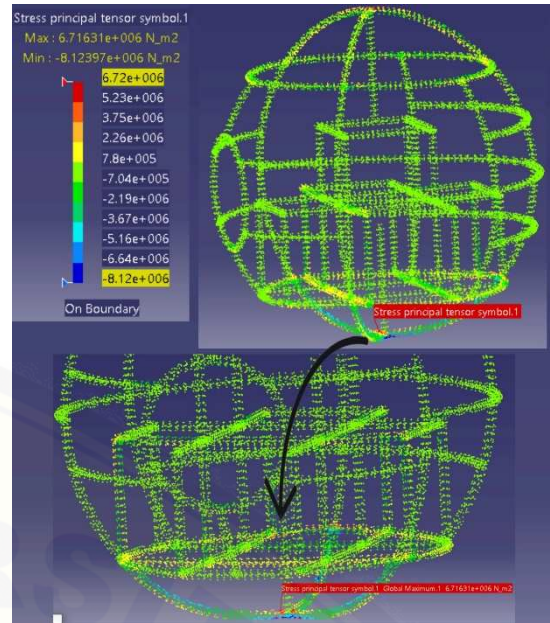 Stress principal tensor symbol.1
Max : 6.71631e+006 N_m2
Min : -8.12397e+006 N_m2
6.72e+006
5.23e+006
3.75e+006
2.26e+006
7.8e+005
-7.04e+005
-2.19e+006
-3.67e+006
-5.16e+006
-6.64e+006
-8.12e+006
On Boundary
Stress principal tensor symbol.1
Stress principal tensor symbol.1 Global Maximum.1 6.71631e+006 N_m2